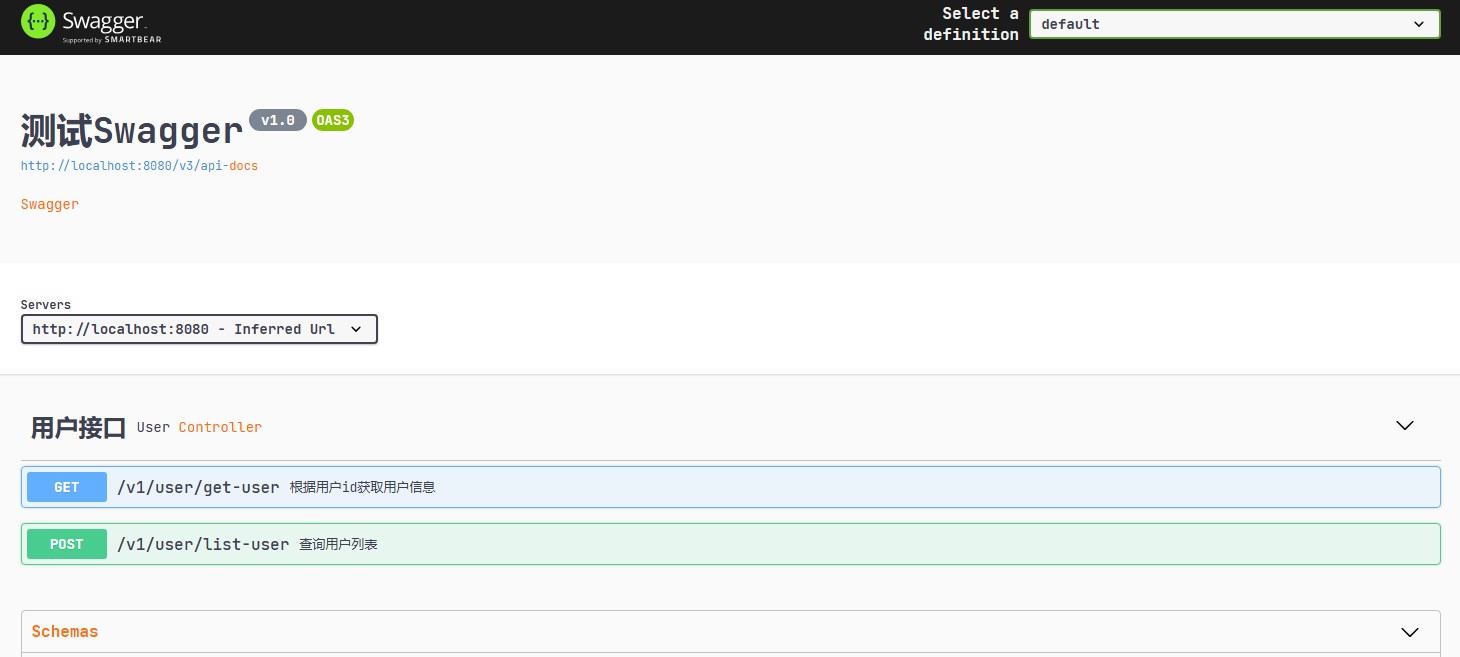 Swagger
Supported by SMARTBEAR
Select a
definition
default
测试Swagger v1.0 OAS3
http://localhost:8080/v3/api-docs
Swagger
Servers
http://localhost:8080 - Inferred Url
用户接口 User Controller
GET /v1/user/get-user 根据用户id获取用户信息
POST /v1/user/list-user 查询用户列表
Schemas